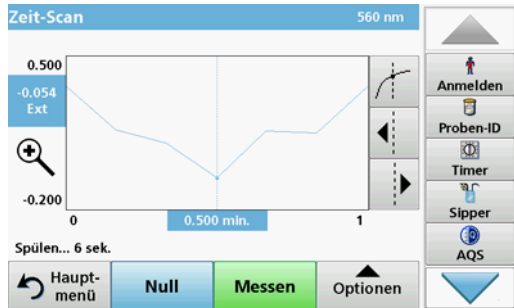 Zeit-Scan 560 nm
0.500
-0.054
Ext
-0.200
0 0.500 min. 1
Spülen... 6 sek.
Haupt-
menü
Null
Messen
Optionen
Anmelden
Proben-ID
Timer
Sipper
AQS